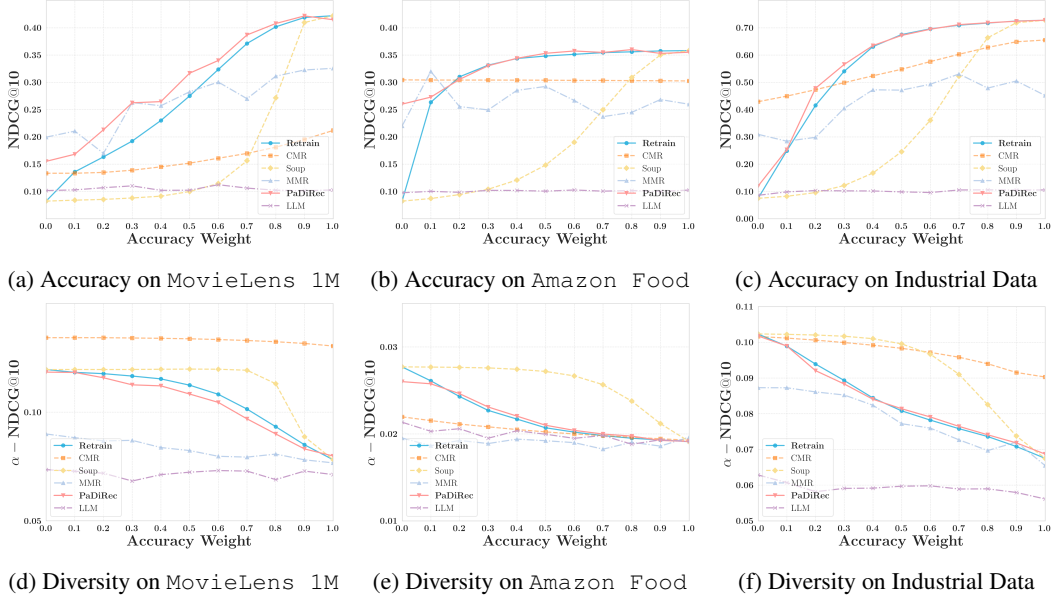 NDCG@10
0.40
0.35
0.30
0.25
0.20
0.15
0.10
Retrain
CMR
Soup
MMR
PaDiRec
LLM
0.0 0.1 0.2 0.3 0.4 0.5 0.6 0.7 0.8 0.9 1.0
Accuracy Weight
(a) Accuracy on MovieLens 1M
NDCG@10
0.40
0.35
0.30
0.25
0.20
0.15
0.10
Retrain
CMR
Soup
MMR
PaDiRec
LLM
0.0 0.1 0.2 0.3 0.4 0.5 0.6 0.7 0.8 0.9 1.0
Accuracy Weight
(b) Accuracy on Amazon Food
NDCG@10
0.70
0.60
0.50
0.40
0.30
0.20
0.10
0.00
Retrain
CMR
Soup
MMR
PaDiRec
LLM
0.0 0.1 0.2 0.3 0.4 0.5 0.6 0.7 0.8 0.9 1.0
Accuracy Weight
(c) Accuracy on Industrial Data
α − NDCG@10
0.10
0.05
Retrain
CMR
Soup
MMR
PaDiRec
LLM
0.0 0.1 0.2 0.3 0.4 0.5 0.6 0.7 0.8 0.9 1.0
Accuracy Weight
(d) Diversity on MovieLens 1M
α − NDCG@10
0.03
0.02
0.01
Retrain
CMR
Soup
MMR
PaDiRec
LLM
0.0 0.1 0.2 0.3 0.4 0.5 0.6 0.7 0.8 0.9 1.0
Accuracy Weight
(e) Diversity on Amazon Food
α − NDCG@10
0.11
0.10
0.09
0.08
0.07
0.06
0.05
Retrain
CMR
Soup
MMR
PaDiRec
LLM
0.0 0.1 0.2 0.3 0.4 0.5 0.6 0.7 0.8 0.9 1.0
Accuracy Weight
(f) Diversity on Industrial Data